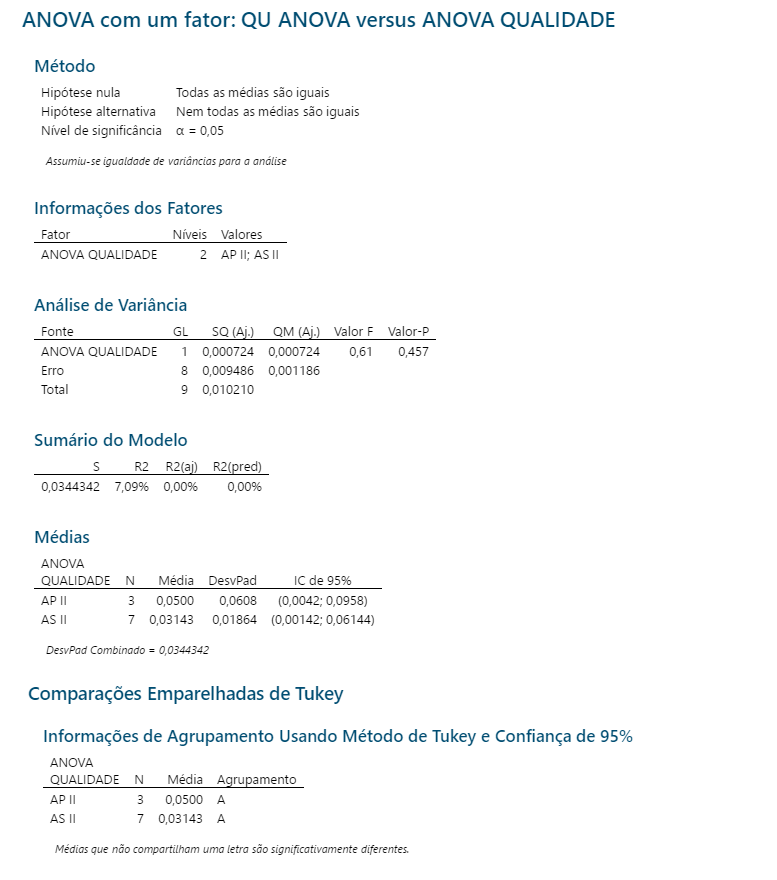 ANOVA com um fator: QU ANOVA versus ANOVA QUALIDADE
Método
Hipótese nula Todas as médias são iguais
Hipótese alternativa Nem todas as médias são iguais
Nível de significância α = 0,05
Assumiu-se igualdade de variâncias para a análise
Informações dos Fatores
Fator Níveis Valores
ANOVA QUALIDADE 2 AP II; AS II
Análise de Variância
Fonte GL SQ (Aj.) QM (Aj.) Valor F Valor-P
ANOVA QUALIDADE 1 0,000724 0,000724 0,61 0,457
Erro 8 0,009486 0,001186
Total 9 0,010210
Sumário do Modelo
S R2 R2(aj) R2(pred)
0,0344342 7,09% 0,00% 0,00%
Médias
ANOVA
QUALIDADE N Média DesvPad IC de 95%
AP II 3 0,0500 0,0608 (0,0042; 0,0958)
AS II 7 0,03143 0,01864 (0,00142; 0,06144)
DesvPad Combinado = 0,0344342
Comparações Emparelhadas de Tukey
Informações de Agrupamento Usando Método de Tukey e Confiança de 95%
ANOVA
QUALIDADE N Média Agrupamento
AP II 3 0,0500 A
AS II 7 0,03143 A
Médias que não compartilham uma letra são significativamente diferentes.